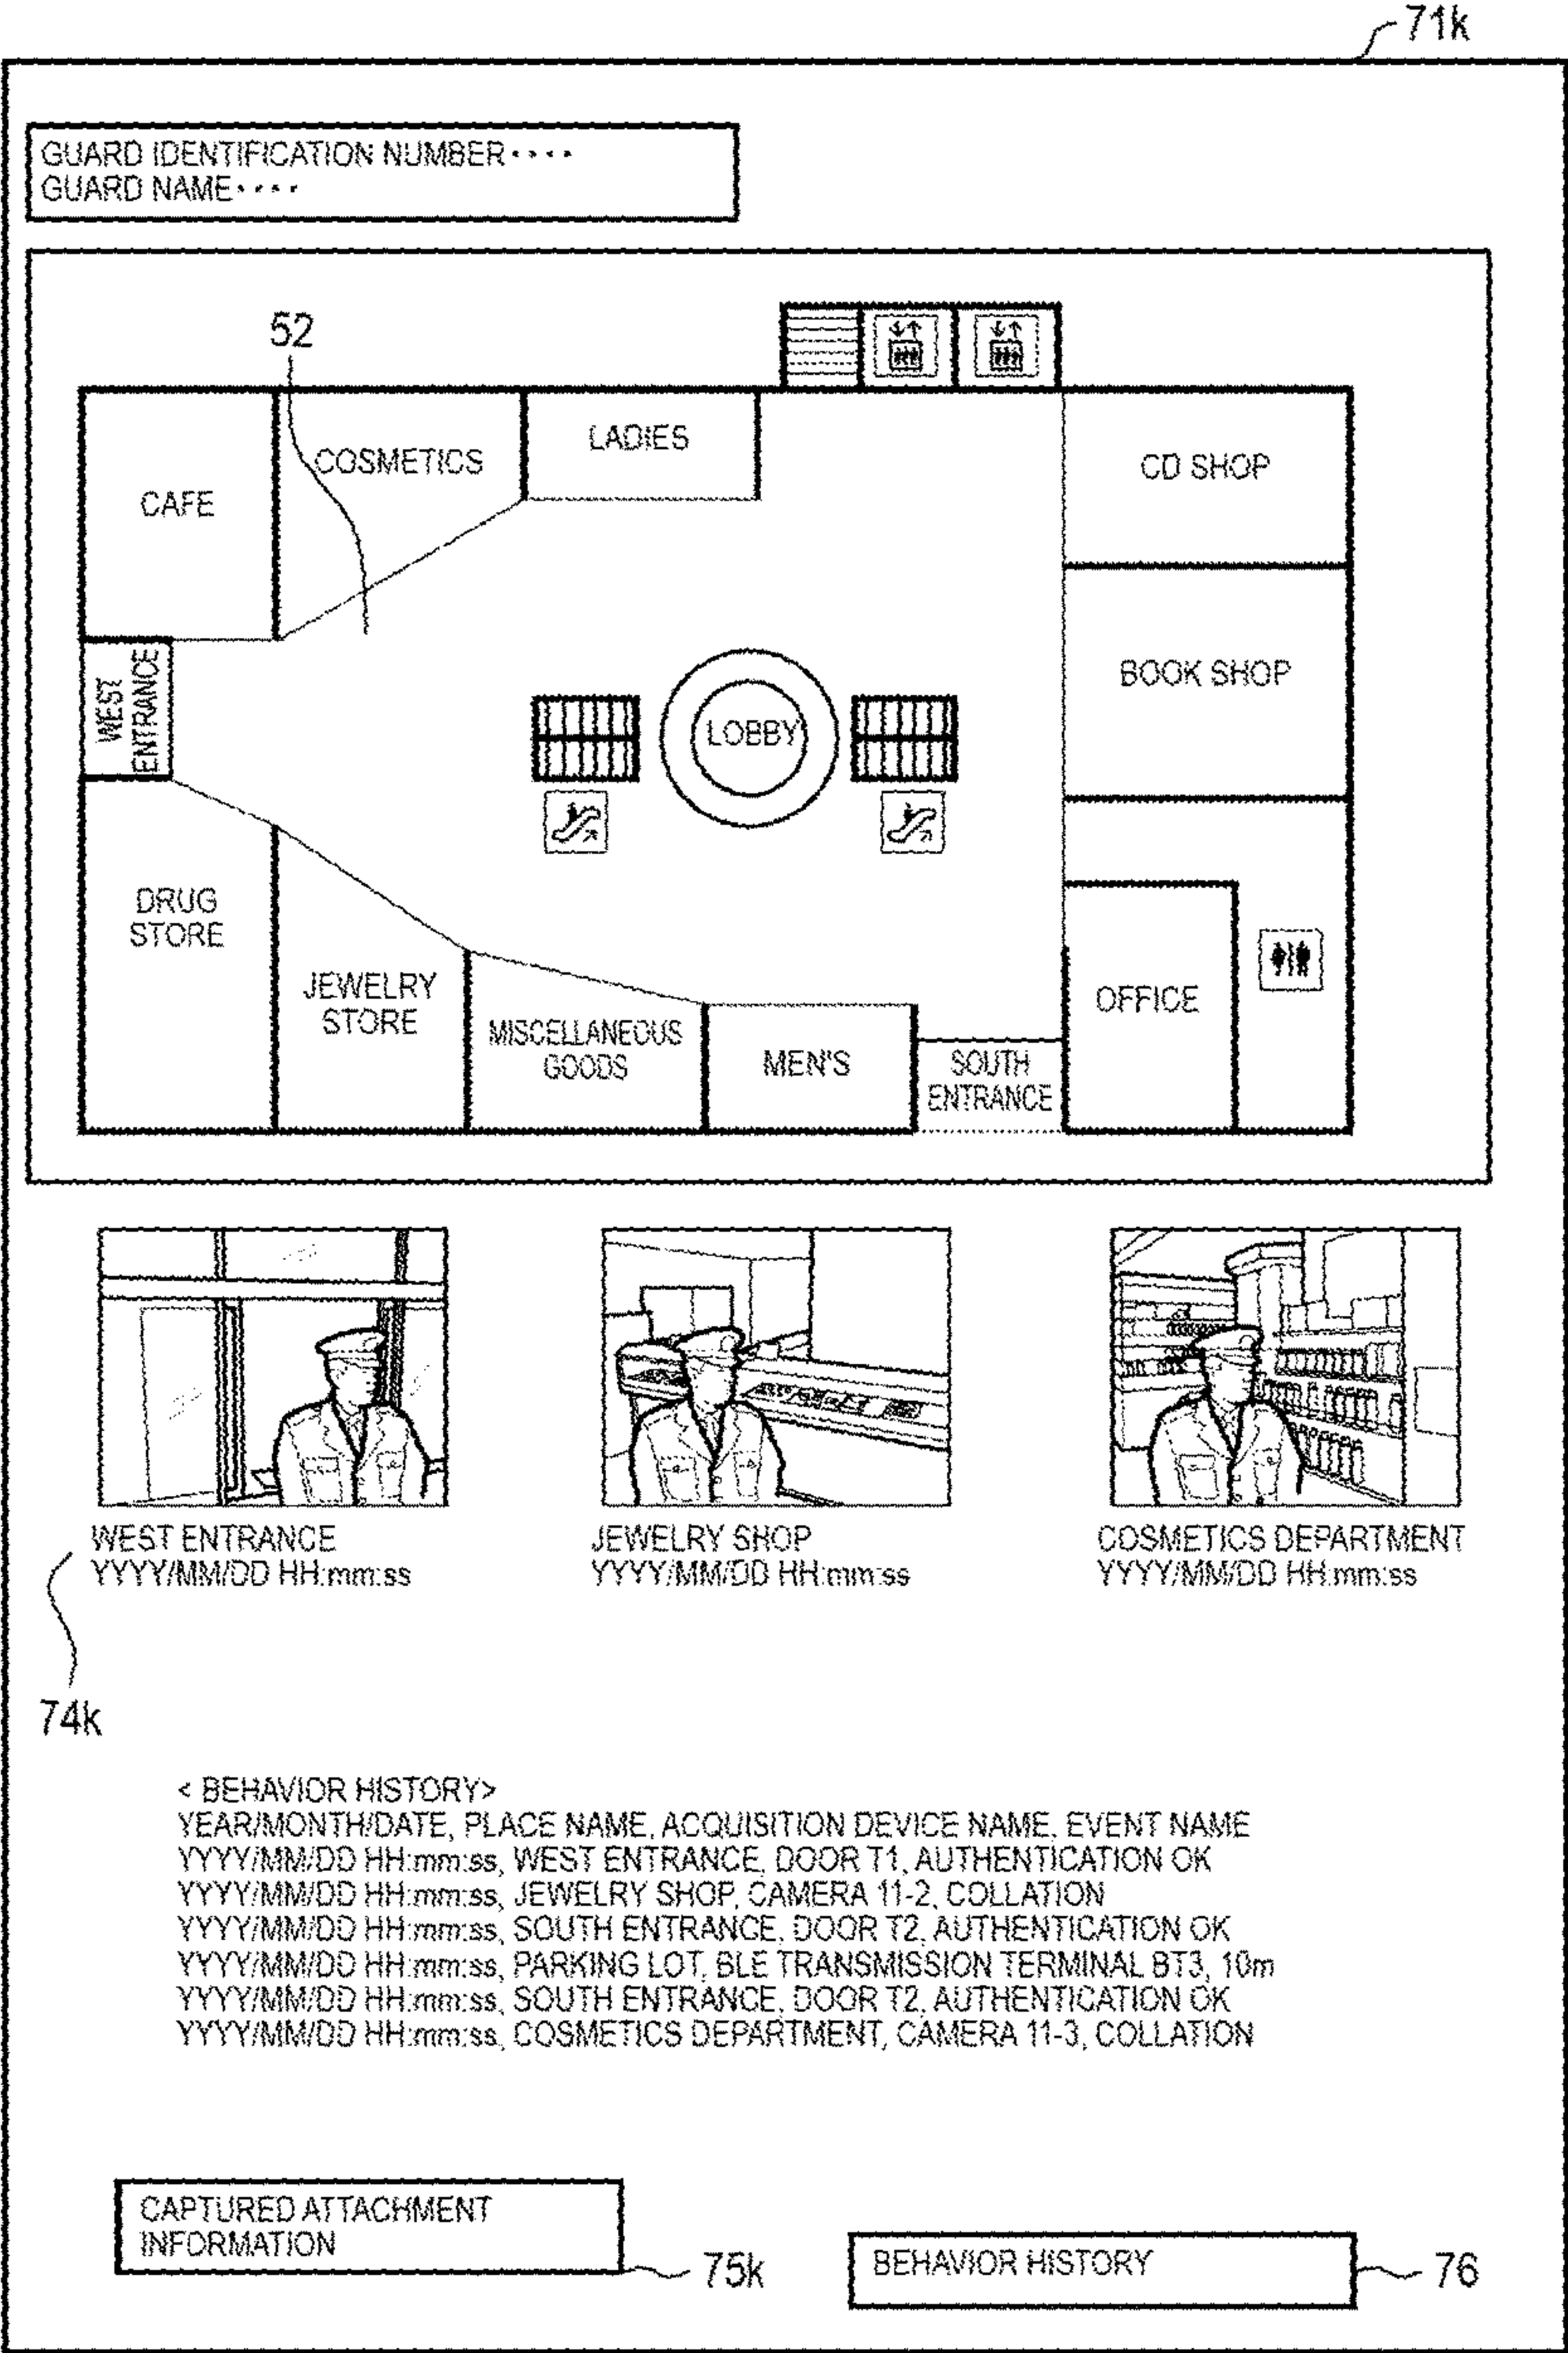 71k
GUARD IDENTIFICATION NUMBER････
GUARD NAME････
52
CAFE
COSMETICS
LADIES
CD SHOP
WEST
ENTRANCE
LOBBY
BOOK SHOP
DRUG
STORE
JEWELRY
STORE
MISCELLANEOUS
GOODS
MEN'S
SOUTH
ENTRANCE
OFFICE
WEST ENTRANCE
YYYY/MM/DD HH:mm:ss
JEWELRY SHOP
YYYY/MM/DD HH:mm:ss
COSMETICS DEPARTMENT
YYYY/MM/DD HH:mm:ss
74k
< BEHAVIOR HISTORY>
YEAR/MONTH/DATE, PLACE NAME, ACQUISITION DEVICE NAME, EVENT NAME
YYYY/MM/DD HH:mm:ss, WEST ENTRANCE, DOOR T1, AUTHENTICATION OK
YYYY/MM/DD HH:mm:ss, JEWELRY SHOP, CAMERA 11-2, COLLATION
YYYY/MM/DD HH:mm:ss, SOUTH ENTRANCE, DOOR T2, AUTHENTICATION OK
YYYY/MM/DD HH:mm:ss, PARKING LOT, BLE TRANSMISSION TERMINAL BT3, 10m
YYYY/MM/DD HH:mm:ss, SOUTH ENTRANCE, DOOR T2, AUTHENTICATION OK
YYYY/MM/DD HH:mm:ss, COSMETICS DEPARTMENT, CAMERA 11-3, COLLATION
CAPTURED ATTACHMENT
INFORMATION
75k
BEHAVIOR HISTORY
76